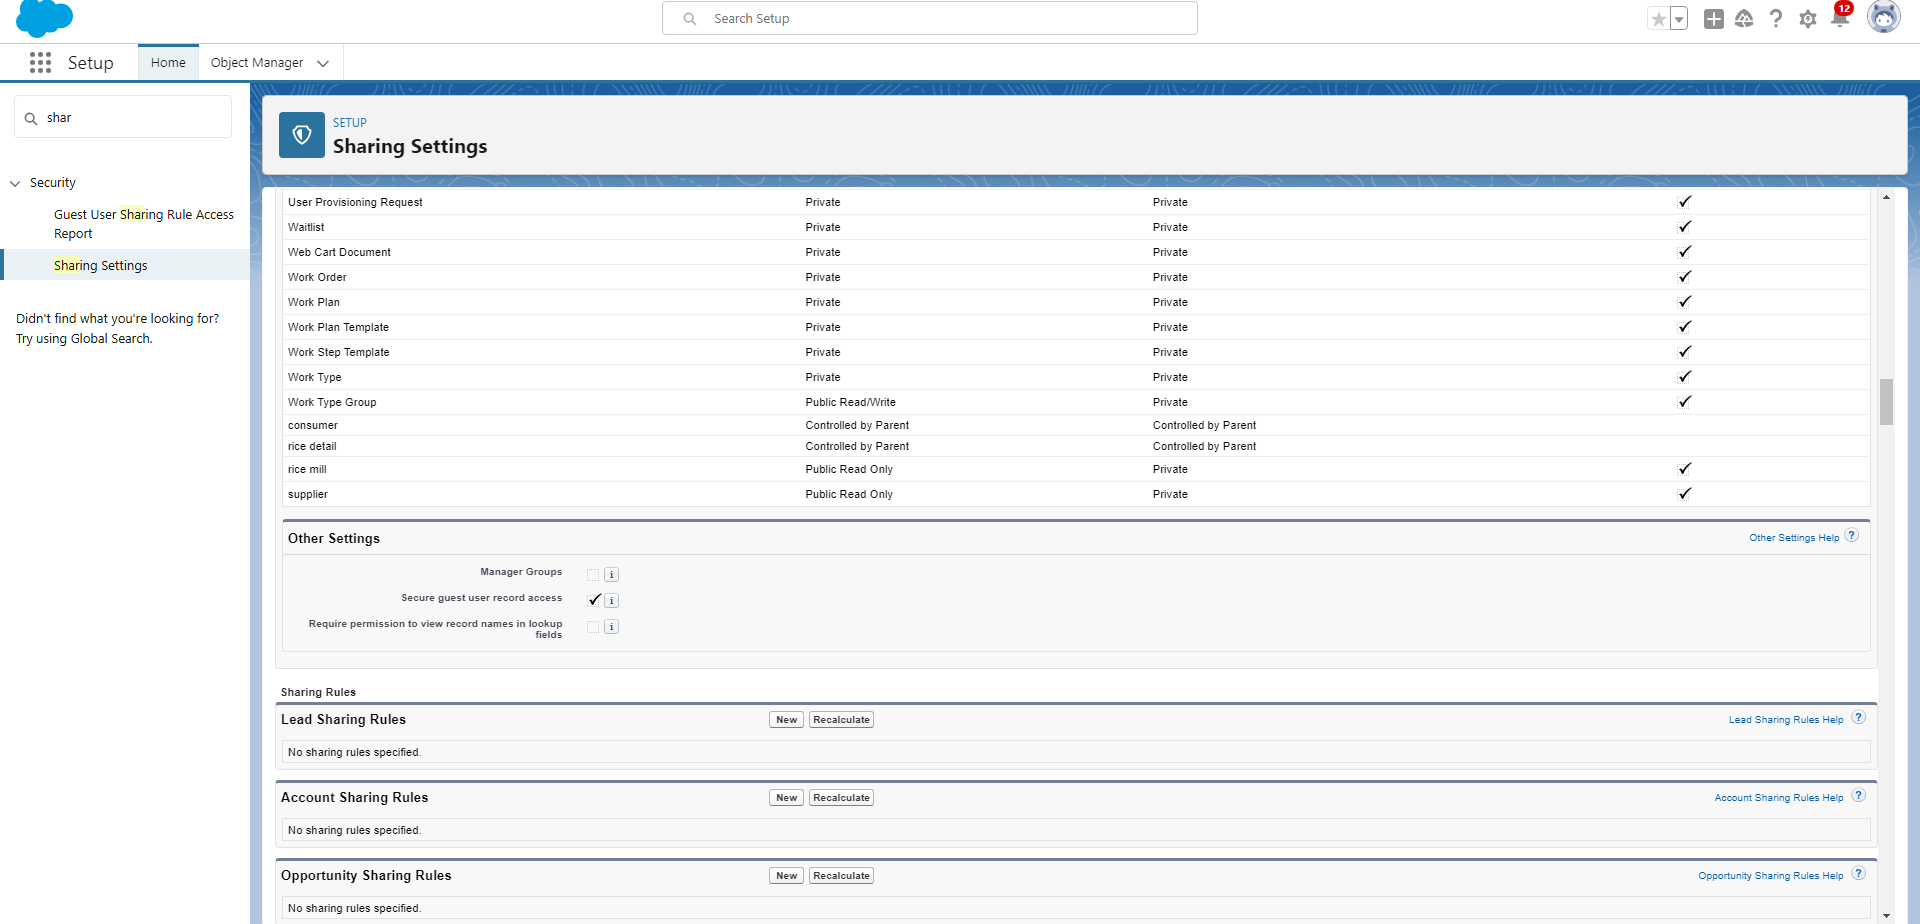 Search Setup
12
Setup
Home
Object Manager
shar
Security
Guest User Sharing Rule Access
Report
Sharing Settings
Didn't find what you're looking for?
Try using Global Search.
SETUP
Sharing Settings
User Provisioning Request Private Private
Waitlist Private Private
Web Cart Document Private Private
Work Order Private Private
Work Plan Private Private
Work Plan Template Private Private
Work Step Template Private Private
Work Type Private Private
Work Type Group Public Read/Write Private
consumer Controlled by Parent Controlled by Parent
rice detail Controlled by Parent Controlled by Parent
rice mill Public Read Only Private
supplier Public Read Only Private
Other Settings Other Settings Help ?
Manager Groups i
Secure guest user record access i
Require permission to view record names in lookup
fields i
Sharing Rules
Lead Sharing Rules New Recalculate Lead Sharing Rules Help ?
No sharing rules specified.
Account Sharing Rules New Recalculate Account Sharing Rules Help ?
No sharing rules specified.
Opportunity Sharing Rules New Recalculate Opportunity Sharing Rules Help ?
No sharing rules specified.